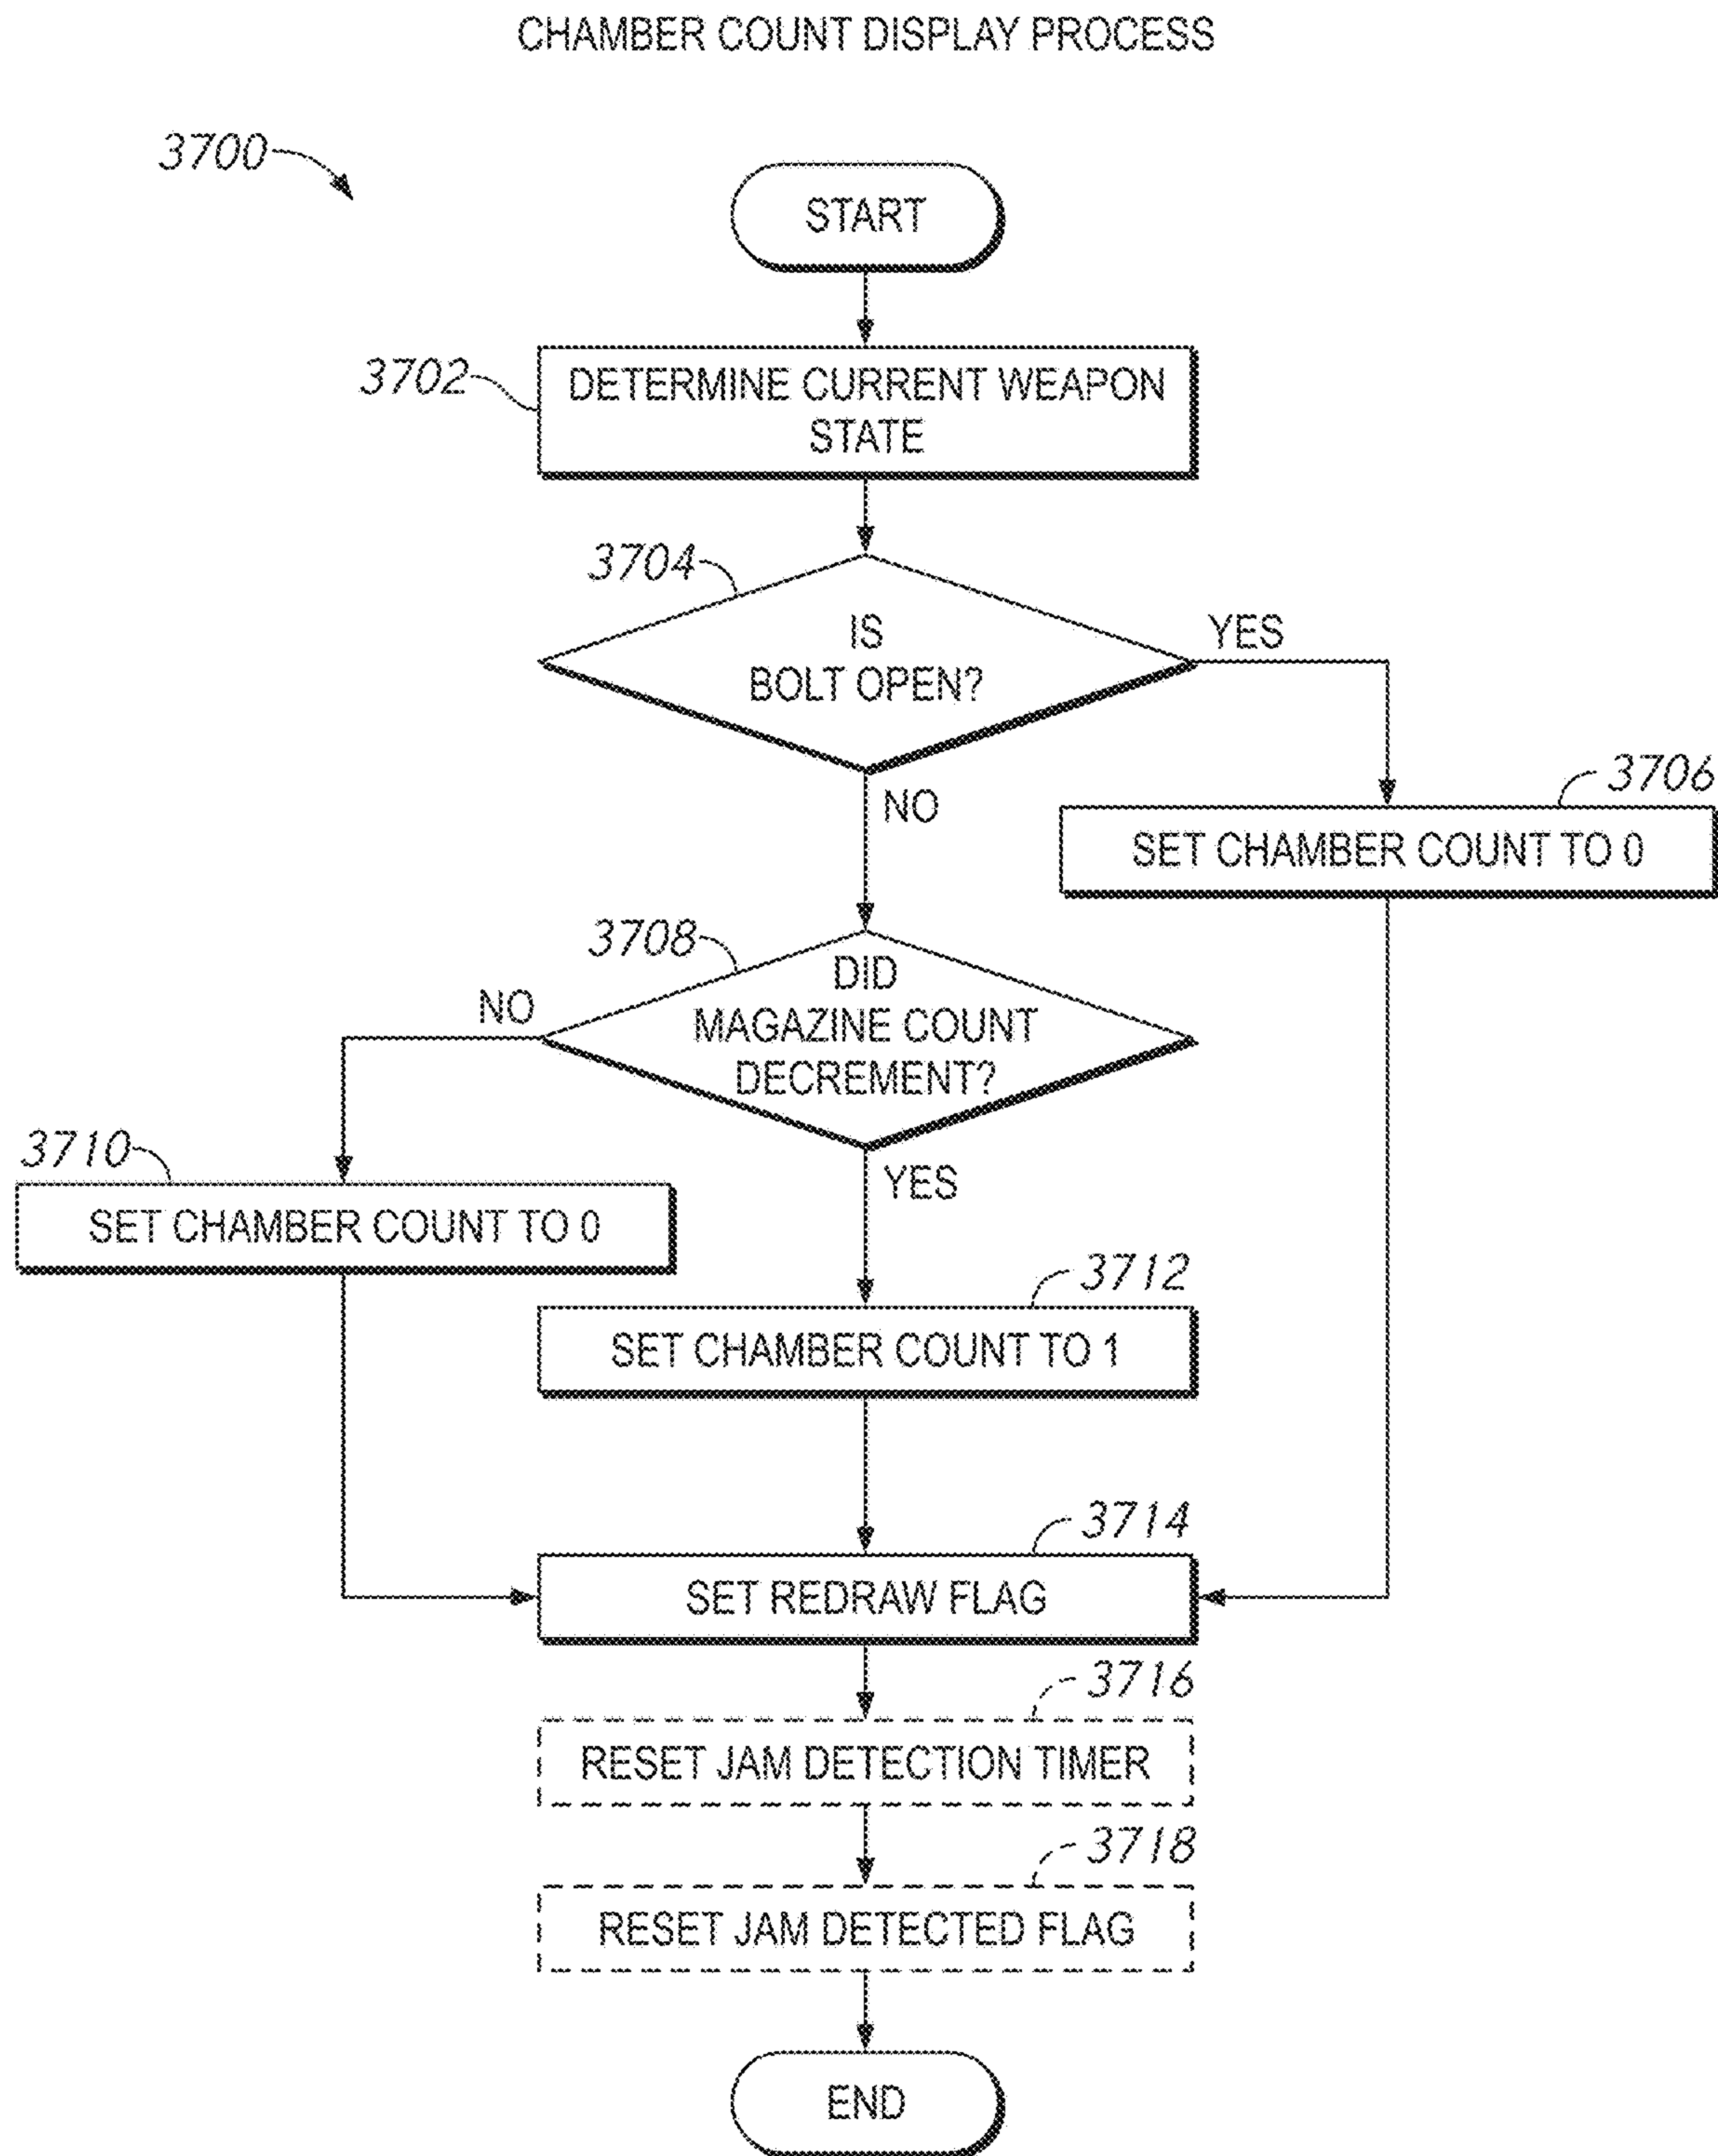 CHAMBER COUNT DISPLAY PROCESS
3700
START
3702
DETERMINE CURRENT WEAPON
STATE
3704
IS
BOLT OPEN?
YES
NO
3706
SET CHAMBER COUNT TO 0
3708
DID
MAGAZINE COUNT
DECREMENT?
NO
YES
3710
SET CHAMBER COUNT TO 0
3712
SET CHAMBER COUNT TO 1
3714
SET REDRAW FLAG
3716
RESET JAM DETECTION TIMER
3718
RESET JAM DETECTED FLAG
END